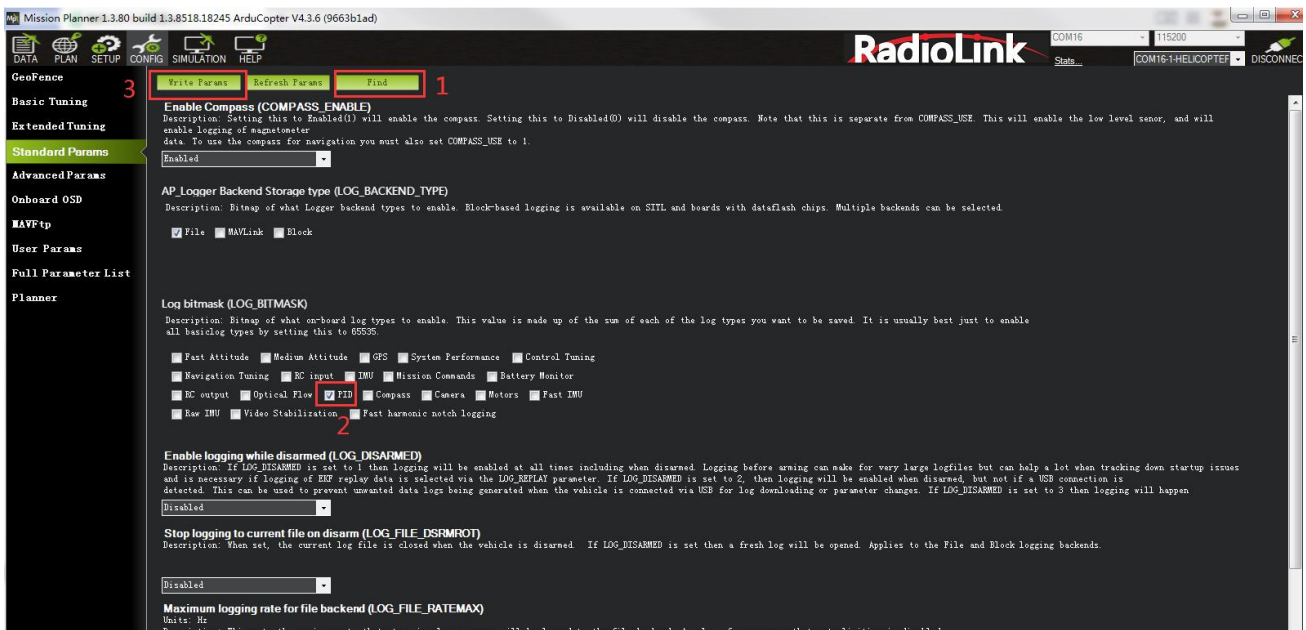 Mission Planner 1.3.80 build 1.3.8518.18245 ArduCopter V4.3.6 (9663b1ad)
DATA PLAN SETUP CONFIG SIMULATION HELP
RadioLink
COM16 115200
Stats... COM16-1-HELICOPTER DISCONNEC
GeoFence
Basic Tuning
Extended Tuning
Standard Params
Advanced Params
Onboard OSD
MAVFtp
User Params
Full Parameter List
Planner
3 Write Params Refresh Params Find 1
Enable Compass (COMPASS_ENABLE)
Description: Setting this to Enabled(1) will enable the compass. Setting this to Disabled(0) will disable the compass. Note that this is separate from COMPASS_USE. This will enable the low level senor, and will
enable logging of magnetometer
data. To use the compass for navigation you must also set COMPASS_USE to 1.
Enabled
AP_Logger Backend Storage type (LOG_BACKEND_TYPE)
Description: Bitmap of what Logger backend types to enable. Block-based logging is available on SITL and boards with dataflash chips. Multiple backends can be selected.
File MAVLink Block
Log bitmask (LOG_BITMASK)
Description: Bitmap of what on-board log types to enable. This value is made up of the sum of each of the log types you want to be saved. It is usually best just to enable
all basiclog types by setting this to 65535.
Fast Attitude Medium Attitude GPS System Performance Control Tuning
Navigation Tuning RC input IMU Mission Commands Battery Monitor
RC output Optical Flow PID Compass Camera Motors Fast IMU
Raw IMU Video Stabilization Fast harmonic notch logging
2
Enable logging while disarmed (LOG_DISARMED)
Description: If LOG_DISARMED is set to 1 then logging will be enabled at all times including when disarmed. Logging before arming can make for very large logfiles but can help a lot when tracking down startup issues
and is necessary if logging of EKF replay data is selected via the LOG_REPLAY parameter. If LOG_DISARMED is set to 2, then logging will be enabled when disarmed, but not if a USB connection is
detected. This can be used to prevent unwanted data logs being generated when the vehicle is connected via USB for log downloading or parameter changes. If LOG_DISARMED is set to 3 then logging will happen
Disabled
Stop logging to current file on disarm (LOG_FILE_DSRMROT)
Description: When set, the current log file is closed when the vehicle is disarmed. If LOG_DISARMED is set then a fresh log will be opened. Applies to the File and Block logging backends.
Disabled
Maximum logging rate for file backend (LOG_FILE_RATEMAX)
Units: Hz